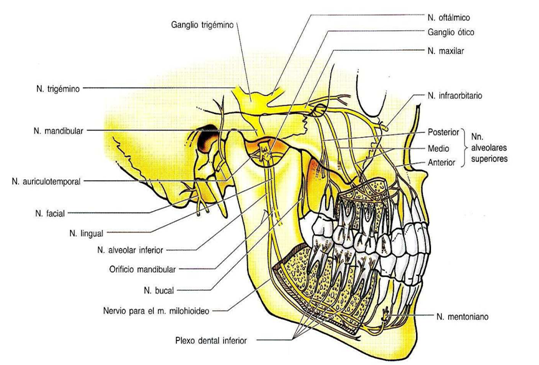 Ganglio trigémino
N. oftálmico
Ganglio ótico
N. maxilar
N. trigémino
N. infraorbitario
N. mandibular
Posterior
Medio
Anterior
Nn.
alveolares
superiores
N. auriculotemporal
N. facial
N. lingual
N. alveolar inferior
Orificio mandibular
N. bucal
Nervio para el m. milohioideo
N. mentoniano
Plexo dental inferior